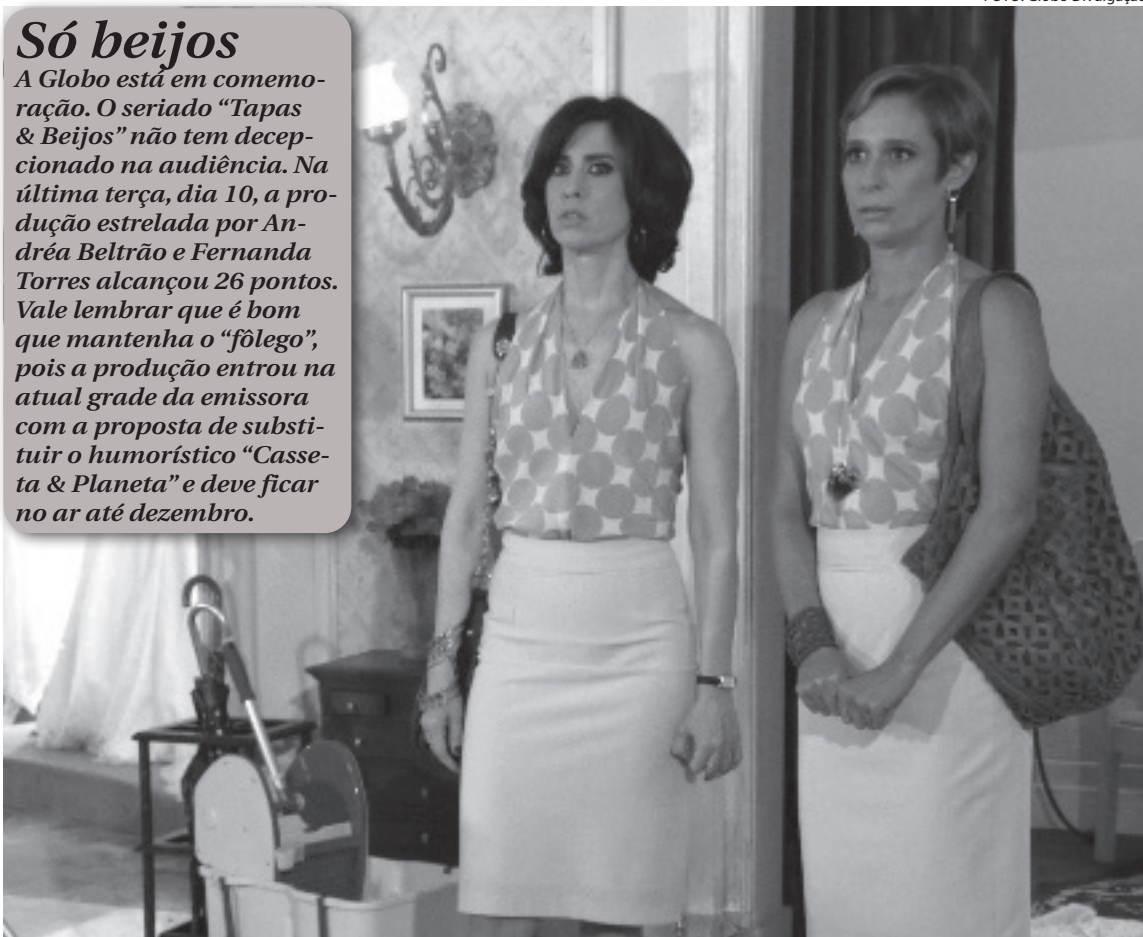 Só beijos
A Globo está em comemo-
ração. O seriado “Tapas
& Beijos” não tem decep-
cionado na audiência. Na
última terça, dia 10, a pro-
dução estrelada por An-
dréa Beltrão e Fernanda
Torres alcançou 26 pontos.
Vale lembrar que é bom
que mantenha o “fôlego”,
pois a produção entrou na
atual grade da emissora
com a proposta de substi-
tuir o humorístico “Casse-
ta & Planeta” e deve ficar
no ar até dezembro.